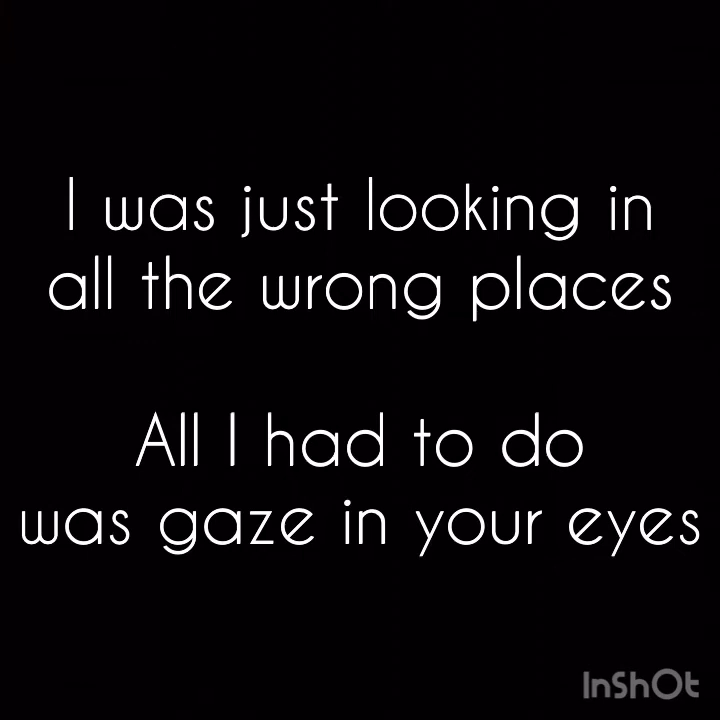 I was just looking in
all the wrong places
All I had to do
was gaze in your eyes
InShOt